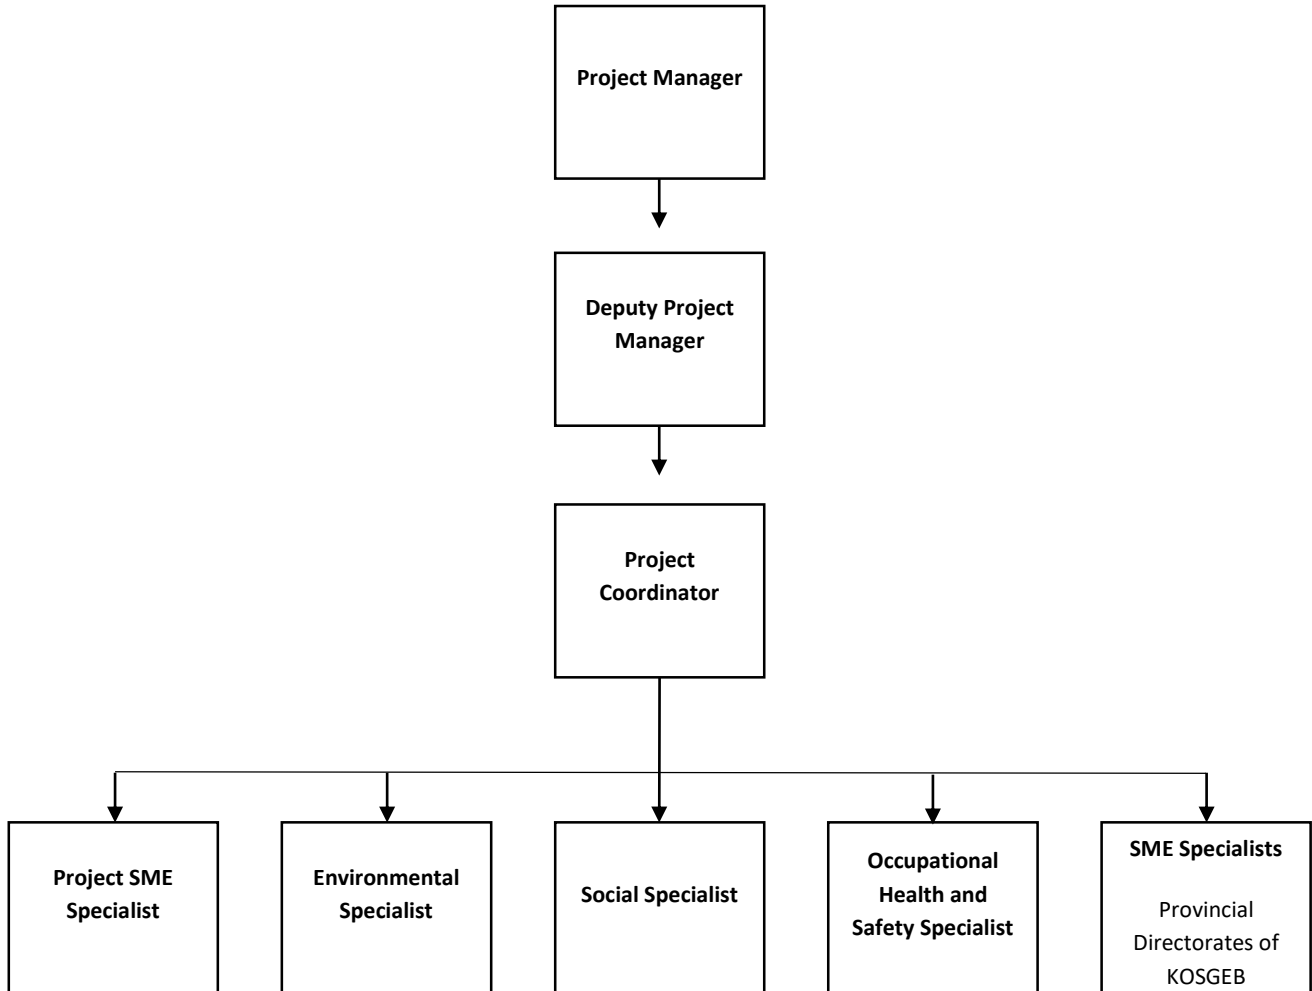 Project Manager
Deputy Project
Manager
Project
Coordinator
Project SME
Specialist
Environmental
Specialist
Social Specialist
Occupational
Health and
Safety Specialist
SME Specialists
Provincial
Directorates of
KOSGEB